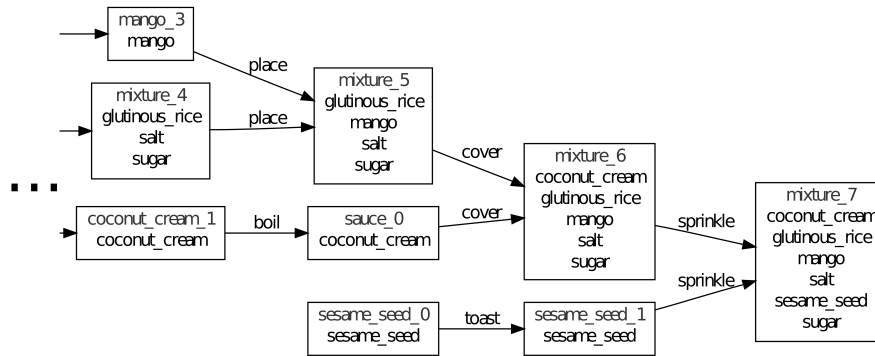 mango_3
mango
place
mixture_4
glutinous_rice
salt
sugar
place
mixture_5
glutinous_rice
mango
salt
sugar
cover
...
coconut_cream_1
coconut_cream
boil
sauce_0
coconut_cream
cover
mixture_6
coconut_cream
glutinous_rice
mango
salt
sugar
sprinkle
sesame_seed_0
sesame_seed
toast
sesame_seed_1
sesame_seed
sprinkle
mixture_7
coconut_cream
glutinous_rice
mango
salt
sesame_seed
sugar